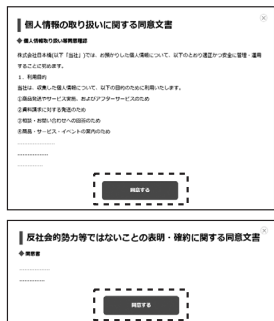 個人情報の取り扱いに関する同意文書
個人情報取り扱い等同意確認
株式会社日本橋(以下「当社」)では、お預かりした個人情報について、以下のとおり適正かつ安全に管理・運用
することに努めます。
1．利用目的
当社は、収集した個人情報について、以下の目的のために利用いたします。
①商品発送やサービス実施、およびアフターサービスのため
②資料請求に対する発送のため
③相談・お問い合わせへの回答のため
④商品・サービス・イベントの案内のため
同意する
反社会的勢力等ではないことの表明・確約に関する同意文書
同意書
同意する